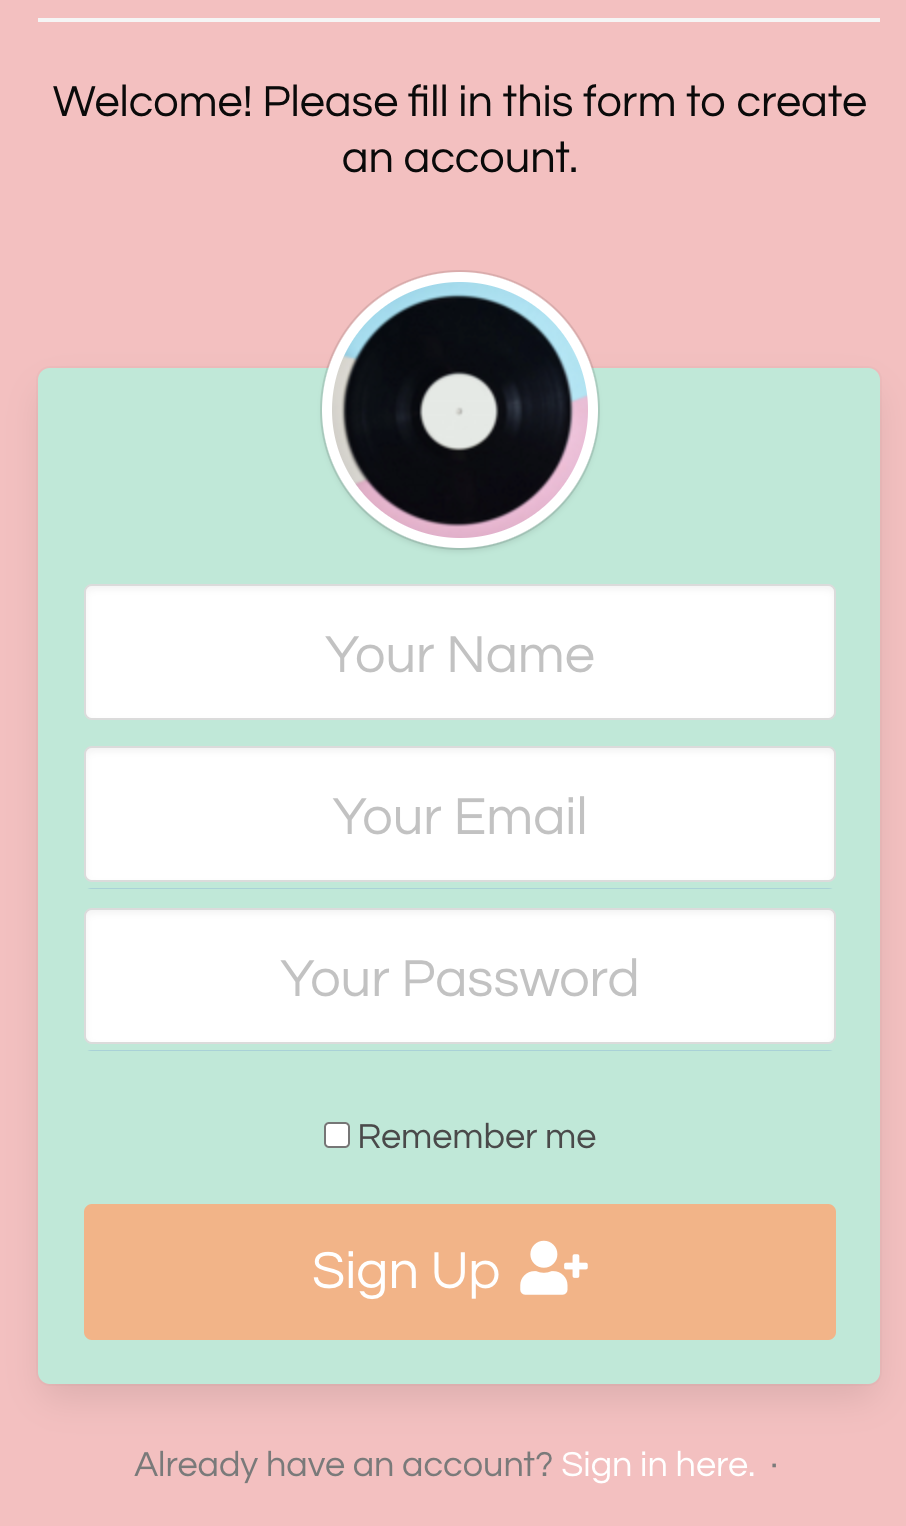 Welcome! Please fill in this form to create
an account.
Your Name
Your Email
Your Password
Remember me
Sign Up
Already have an account? Sign in here. ·